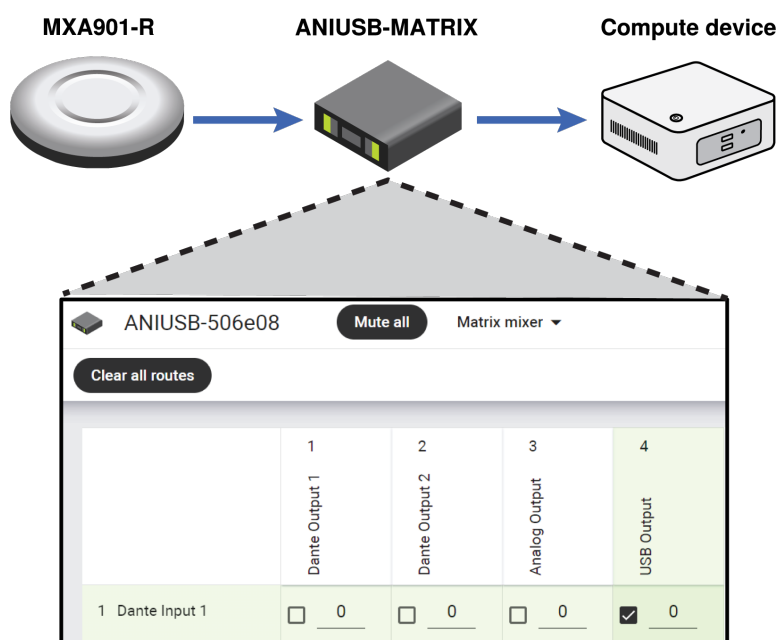 MXA901-R ANIUSB-MATRIX Compute device
ANIUSB-506e08 Mute all Matrix mixer
Clear all routes
1 2 3 4
Dante Output 1
Dante Output 2
Analog Output
USB Output
1 Dante Input 1 0 0 0 0